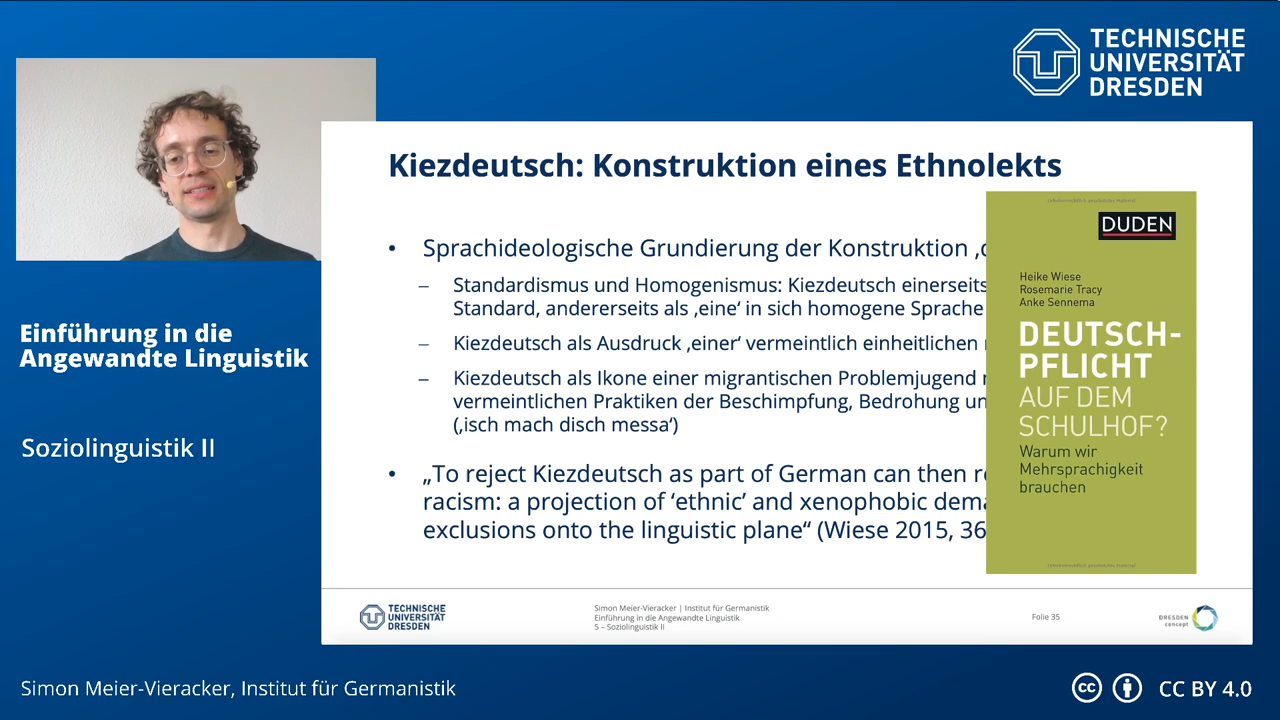 TECHNISCHE
UNIVERSITÄT
DRESDEN
Kiezdeutsch: Konstruktion eines Ethnolekts
• Sprachideologische Grundierung der Konstruktion ‚d
– Standardismus und Homogenismus: Kiezdeutsch einerseits
Standard, andererseits als ‚eine‘ in sich homogene Sprache
– Kiezdeutsch als Ausdruck ‚einer‘ vermeintlich einheitlichen
– Kiezdeutsch als Ikone einer migrantischen Problemjugend
vermeintlichen Praktiken der Beschimpfung, Bedrohung un
(‚isch mach disch messa‘)
• „To reject Kiezdeutsch as part of German can then
racism: a projection of ‘ethnic’ and xenophobic dema
exclusions onto the linguistic plane“ (Wiese 2015, 36
DUDEN
Heike Wiese
Rosemarie Tracy
Anke Sennema
DEUTSCH-
PFLICHT
AUF DEM
SCHULHOF?
Warum wir
Mehrsprachigkeit
brauchen
Einführung in die
Angewandte Linguistik
Soziolinguistik II
TECHNISCHE
UNIVERSITÄT
DRESDEN
Simon Meier-Vieracker | Institut für Germanistik
Einführung in die Angewandte Linguistik
5 – Soziolinguistik II
Folie 35
DRESDEN
concept
Simon Meier-Vieracker, Institut für Germanistik
cc
CC BY 4.0